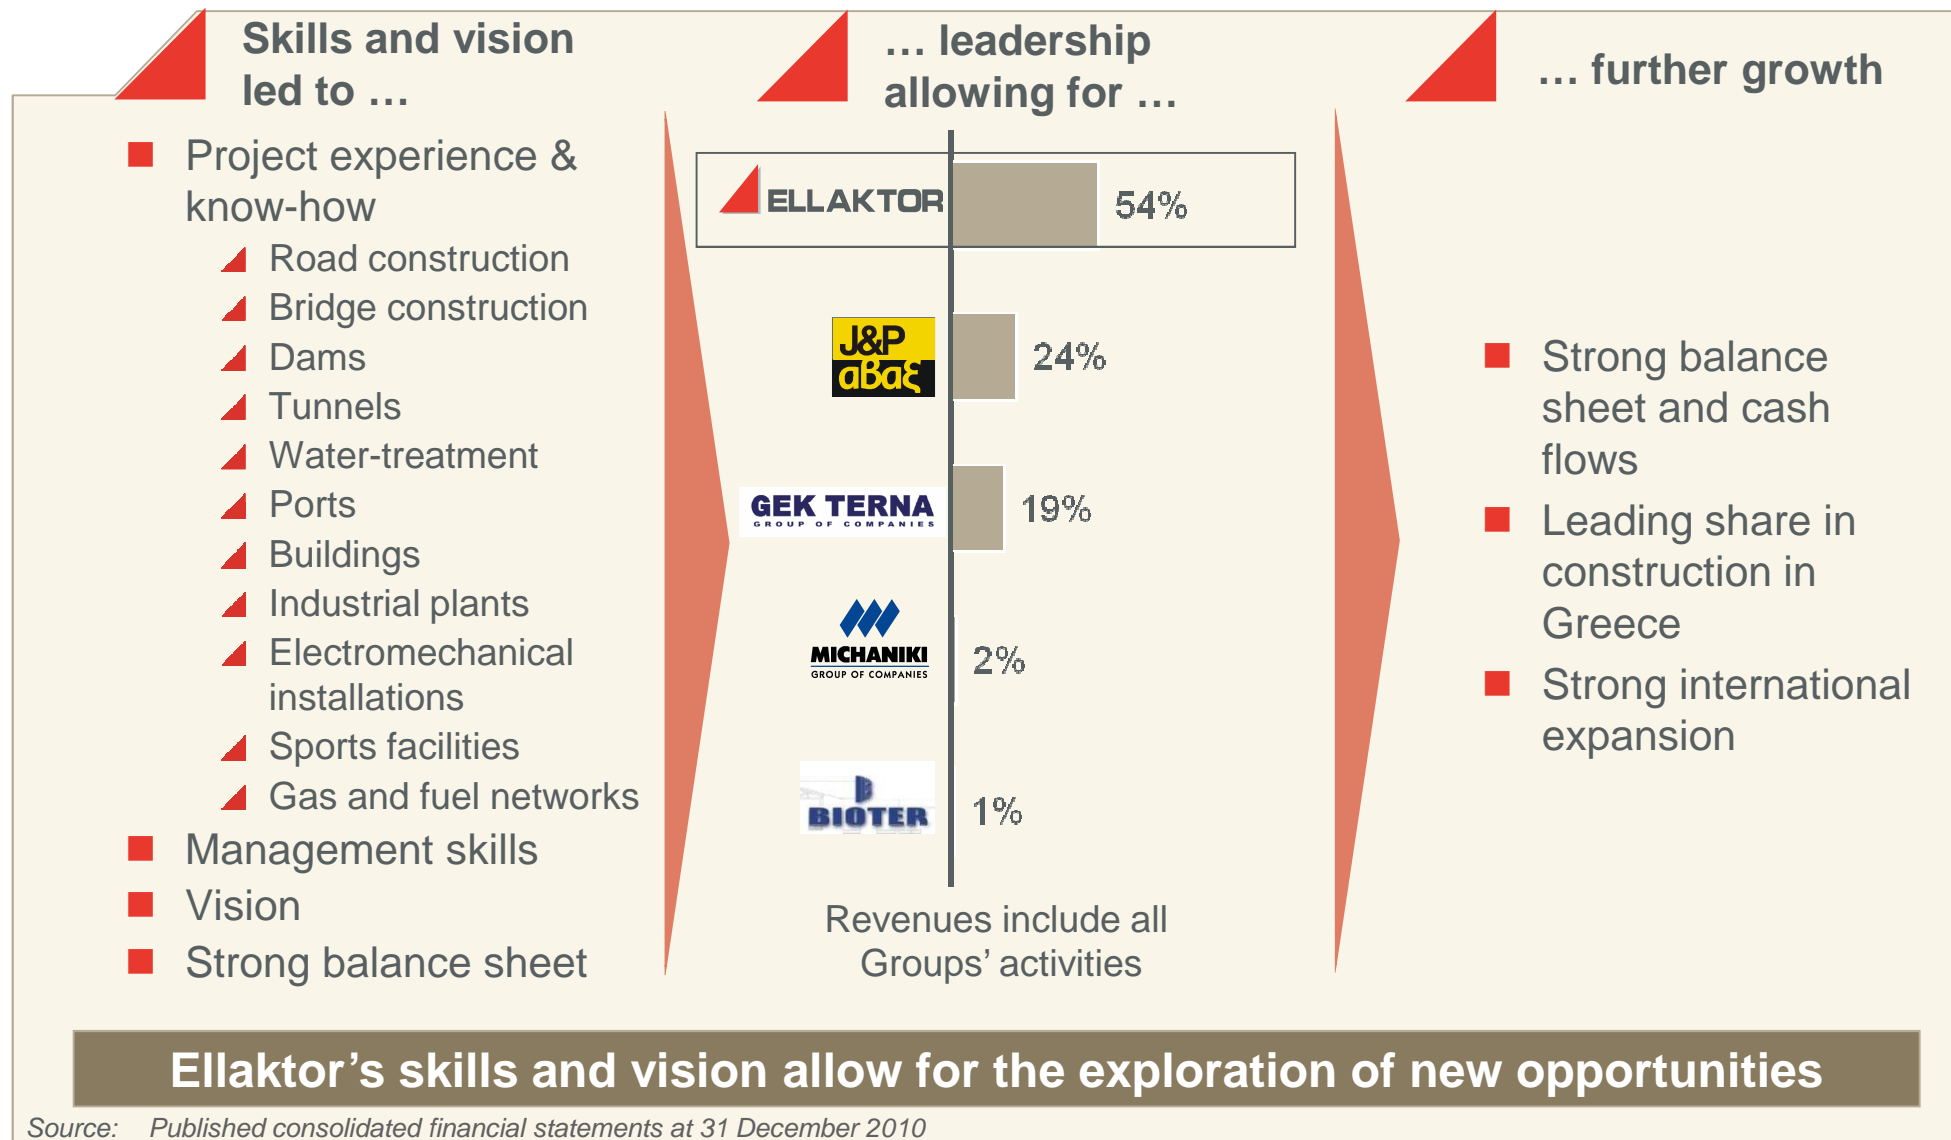 Skills and vision
led to …
Project experience &
know-how
Road construction
Bridge construction
Dams
Tunnels
Water-treatment
Ports
Buildings
Industrial plants
Electromechanical
installations
Sports facilities
Gas and fuel networks
Management skills
Vision
Strong balance sheet
… leadership
allowing for …
ELLAKTOR 54%
J&P
αβαξ
24%
GEK TERNA
GROUP OF COMPANIES
19%
MICHANIKI
GROUP OF COMPANIES
2%
BIOTER
1%
Revenues include all
Groups’ activities
… further growth
Strong balance
sheet and cash
flows
Leading share in
construction in
Greece
Strong international
expansion
Ellaktor’s skills and vision allow for the exploration of new opportunities
Source: Published consolidated financial statements at 31 December 2010